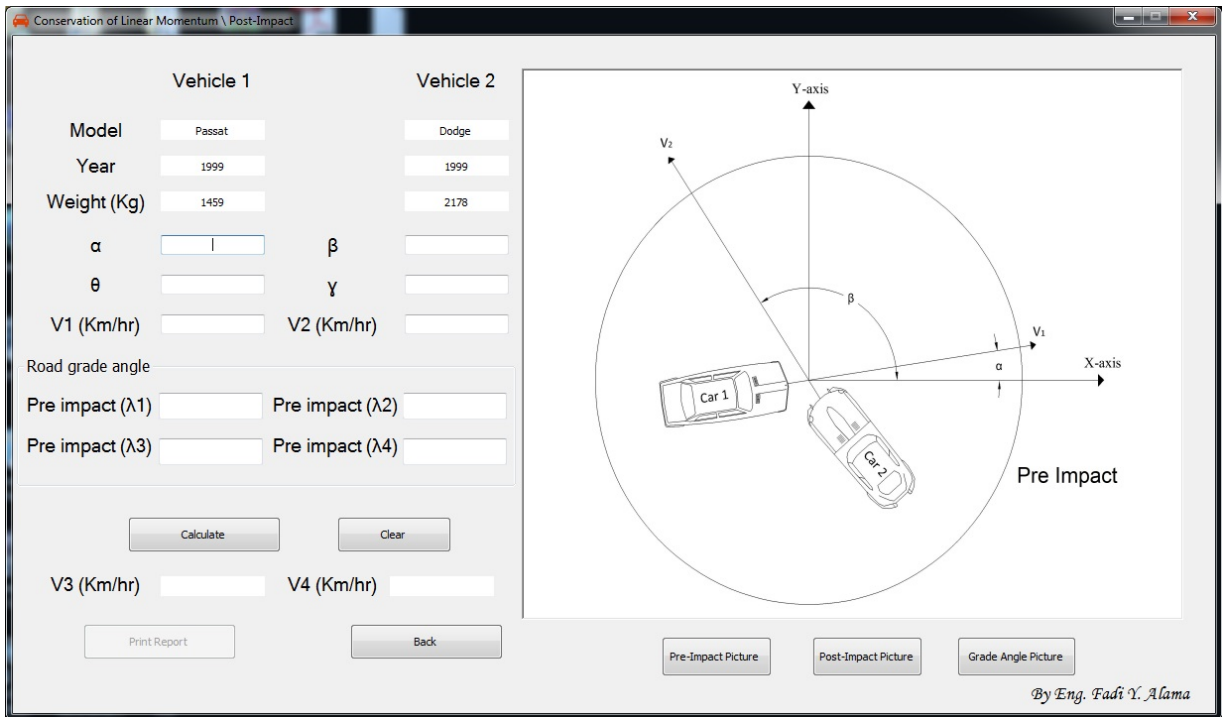 Conservation of Linear Momentum \ Post-Impact
Vehicle 1 Vehicle 2
Model Passat Dodge
Year 1999 1999
Weight (Kg) 1459 2178
α β
θ Ɣ
V1 (Km/hr) V2 (Km/hr)
Road grade angle
Pre impact (λ1) Pre impact (λ2)
Pre impact (λ3) Pre impact (λ4)
Calculate Clear
V3 (Km/hr) V4 (Km/hr)
Print Report Back
Y-axis
V2
β
V1
α
X-axis
Car 1
Car 2
Pre Impact
Pre-Impact Picture Post-Impact Picture Grade Angle Picture
By Eng. Fadi Y. Alama